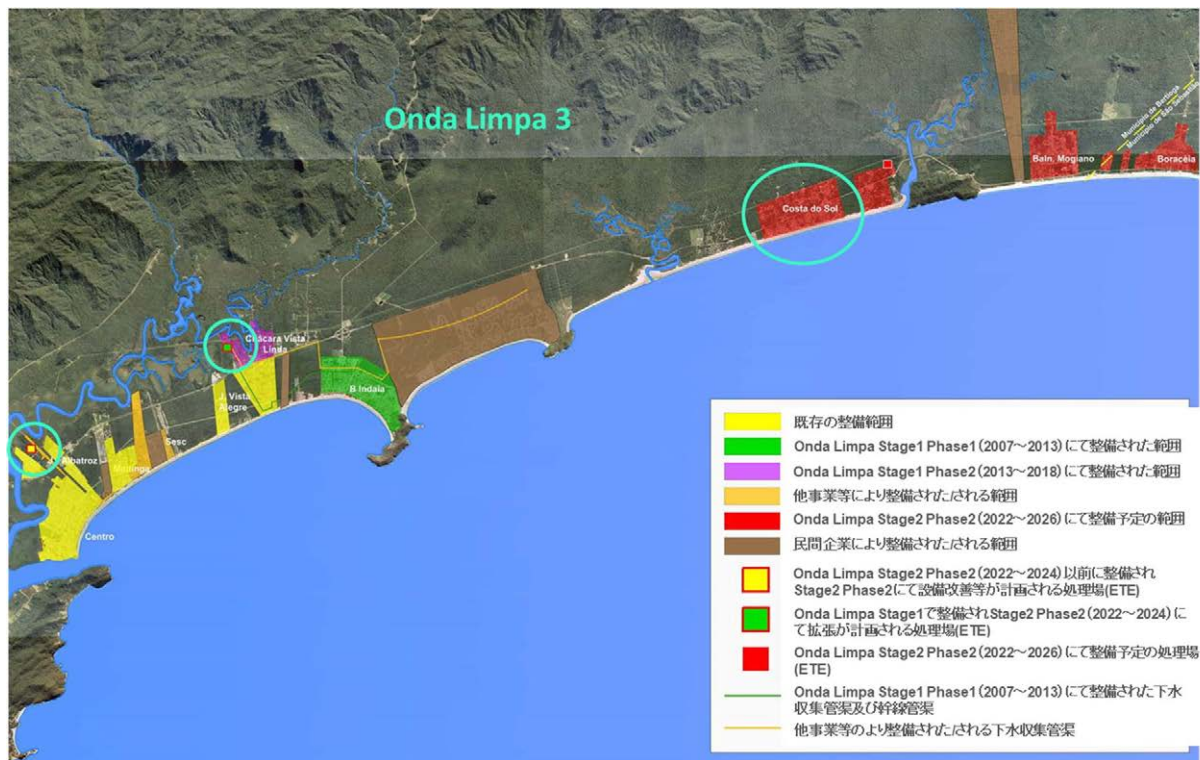 Onda Limpa 3
Município de Bertioga
Município de São Sebastião
Baln. Mogiano
Boracéia
Costa do Sol
Chácara Vista
Linda
B Indaia
J. Vista
Alegre
Sesc
Maitinga
Albatroz
Centro
既存の整備範囲
Onda Limpa Stage1 Phase1(2007～2013)にて整備された範囲
Onda Limpa Stage1 Phase2(2013～2018)にて整備された範囲
他事業等により整備された/される範囲
Onda Limpa Stage2 Phase2(2022～2026)にて整備予定の範囲
民間企業により整備された/される範囲
Onda Limpa Stage2 Phase2(2022～2024)以前に整備され
Stage2 Phase2にて設備改善等が計画される処理場(ETE)
Onda Limpa Stage1で整備されStage2 Phase2(2022～2024)に
て拡張が計画される処理場(ETE)
Onda Limpa Stage2 Phase2(2022～2026)にて整備予定の処理場
(ETE)
Onda Limpa Stage1 Phase1(2007～2013)にて整備された下水
収集管渠及び幹線管渠
他事業等のより整備された/される下水収集管渠